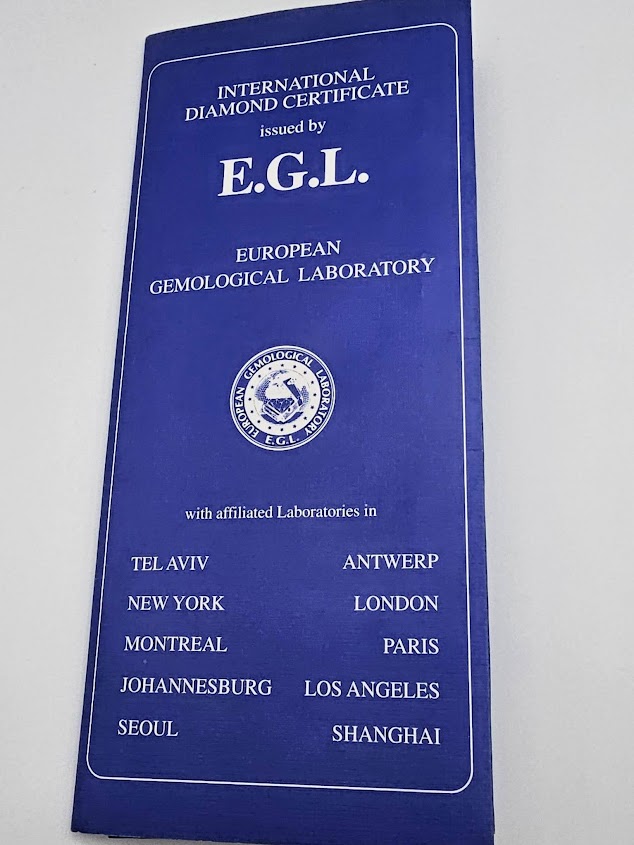 INTERNATIONAL
DIAMOND CERTIFICATE
issued by
E.G.L.
EUROPEAN
GEMOLOGICAL LABORATORY
EUROPEAN GEMOLOGICAL LABORATORY
E.G.L.
with affiliated Laboratories in
TEL AVIV ANTWERP
NEW YORK LONDON
MONTREAL PARIS
JOHANNESBURG LOS ANGELES
SEOUL SHANGHAI